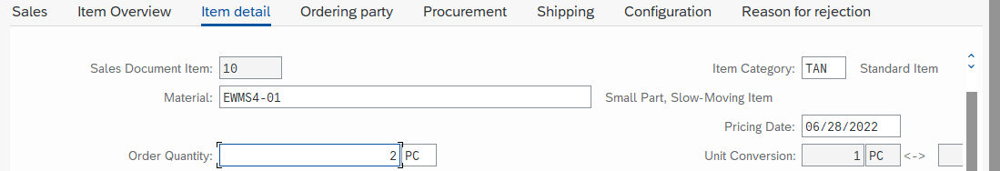 Sales Item Overview Item detail Ordering party Procurement Shipping Configuration Reason for rejection
Sales Document Item: 10 Item Category: TAN Standard Item
Material: EWMS4-01 Small Part, Slow-Moving Item
Pricing Date: 06/28/2022
Order Quantity: 2 PC Unit Conversion: 1 PC <->